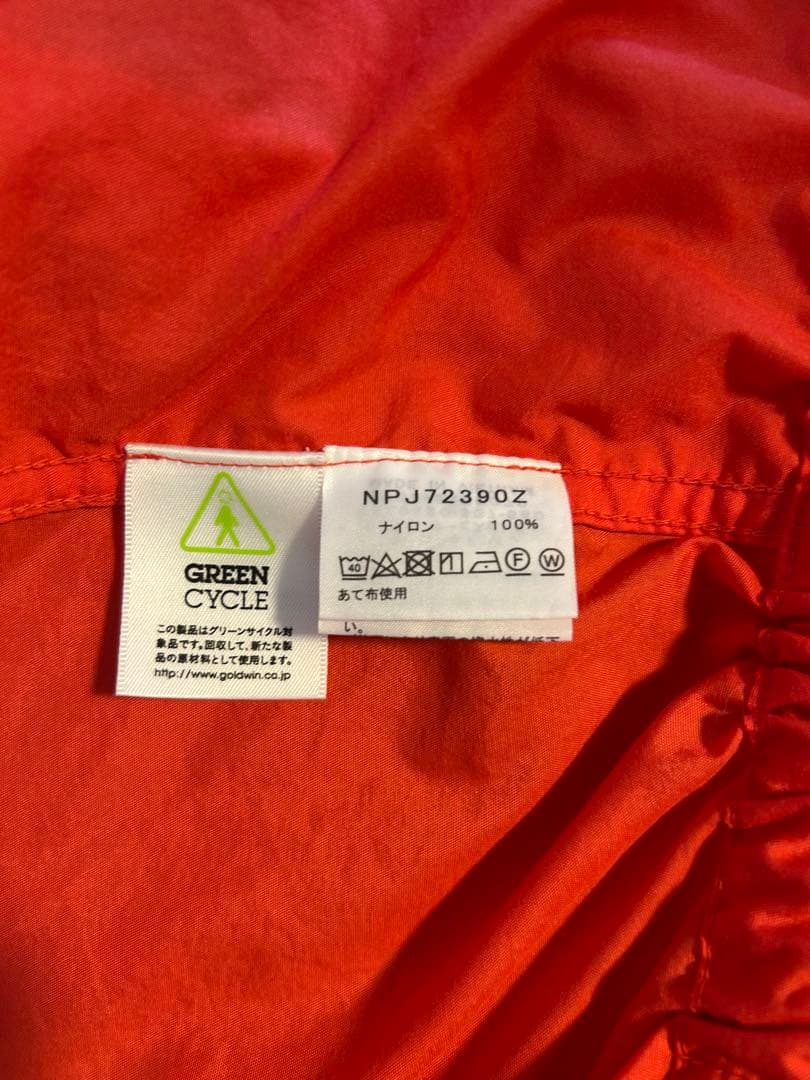 GREEN
CYCLE
この製品はグリーンサイクル対
象品です。回収して、新たな製
品の原材料として使用します。
http://www.goldwin.co.jp
NPJ72390Z
ナイロン 100%
40
F W
あて布使用
い。